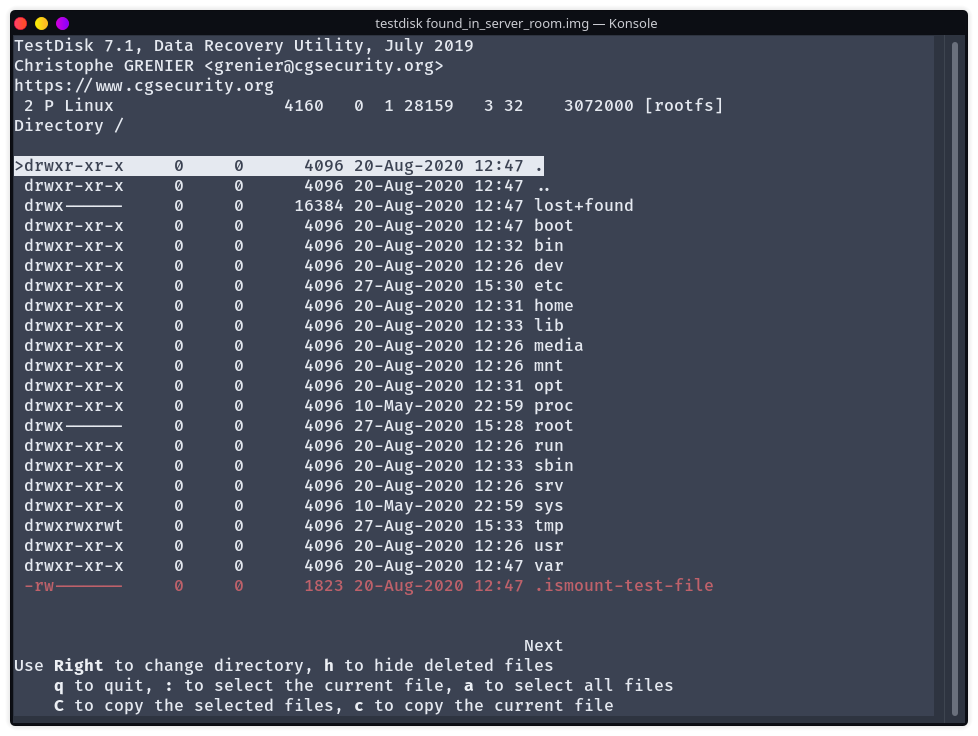 testdisk found_in_server_room.img — Konsole
TestDisk 7.1, Data Recovery Utility, July 2019
Christophe GRENIER <grenier@cgsecurity.org>
https://www.cgsecurity.org
 2 P Linux                 4160   0  1 28159   3 32    3072000 [rootfs]
Directory /
>drwxr-xr-x     0     0      4096 20-Aug-2020 12:47 .
 drwxr-xr-x     0     0      4096 20-Aug-2020 12:47 ..
 drwx------     0     0     16384 20-Aug-2020 12:47 lost+found
 drwxr-xr-x     0     0      4096 20-Aug-2020 12:47 boot
 drwxr-xr-x     0     0      4096 20-Aug-2020 12:32 bin
 drwxr-xr-x     0     0      4096 20-Aug-2020 12:26 dev
 drwxr-xr-x     0     0      4096 27-Aug-2020 15:30 etc
 drwxr-xr-x     0     0      4096 20-Aug-2020 12:31 home
 drwxr-xr-x     0     0      4096 20-Aug-2020 12:33 lib
 drwxr-xr-x     0     0      4096 20-Aug-2020 12:26 media
 drwxr-xr-x     0     0      4096 20-Aug-2020 12:26 mnt
 drwxr-xr-x     0     0      4096 20-Aug-2020 12:31 opt
 drwxr-xr-x     0     0      4096 10-May-2020 22:59 proc
 drwx------     0     0      4096 27-Aug-2020 15:28 root
 drwxr-xr-x     0     0      4096 20-Aug-2020 12:26 run
 drwxr-xr-x     0     0      4096 20-Aug-2020 12:33 sbin
 drwxr-xr-x     0     0      4096 20-Aug-2020 12:26 srv
 drwxr-xr-x     0     0      4096 10-May-2020 22:59 sys
 drwxrwxrwt     0     0      4096 27-Aug-2020 15:33 tmp
 drwxr-xr-x     0     0      4096 20-Aug-2020 12:26 usr
 drwxr-xr-x     0     0      4096 20-Aug-2020 12:47 var
 -rw-------     0     0      1823 20-Aug-2020 12:47 .ismount-test-file
Next
Use Right to change directory, h to hide deleted files
    q to quit, : to select the current file, a to select all files
    C to copy the selected files, c to copy the current file